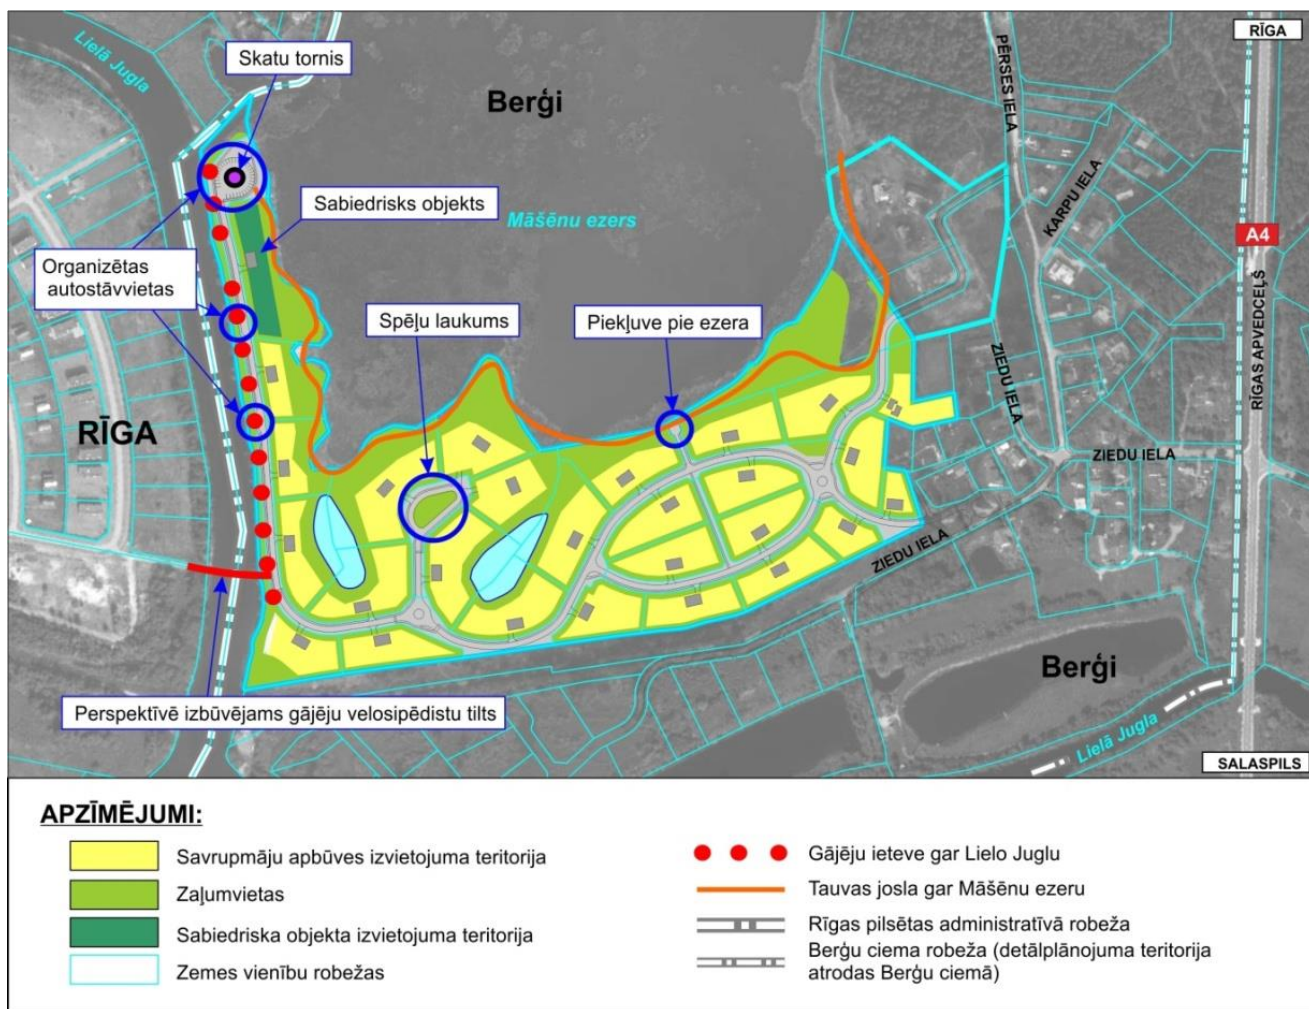 Lielā Jugla
Skatu tornis
Berģi
PĒRSES IELA
RĪGA
KARPU IELA
Sabiedrisks objekts
Māšēnu ezers
A4
Organizētas
autostāvvietas
Spēļu laukums
Piekļuve pie ezera
ZIEDU IELA
RĪGAS APVEDCEĻŠ
RĪGA
ZIEDU IELA
ZIEDU IELA
Berģi
Perspektīvē izbūvējams gājēju velosipēdistu tilts
Lielā Jugla
SALASPILS
APZĪMĒJUMI:
Savrupmāju apbūves izvietojuma teritorija
Zaļumvietas
Sabiedriska objekta izvietojuma teritorija
Zemes vienību robežas
Gājēju ieteve gar Lielo Juglu
Tauvas josla gar Māšēnu ezeru
Rīgas pilsētas administratīvā robeža
Berģu ciema robeža (detālplānojuma teritorija
atrodas Berģu ciemā)